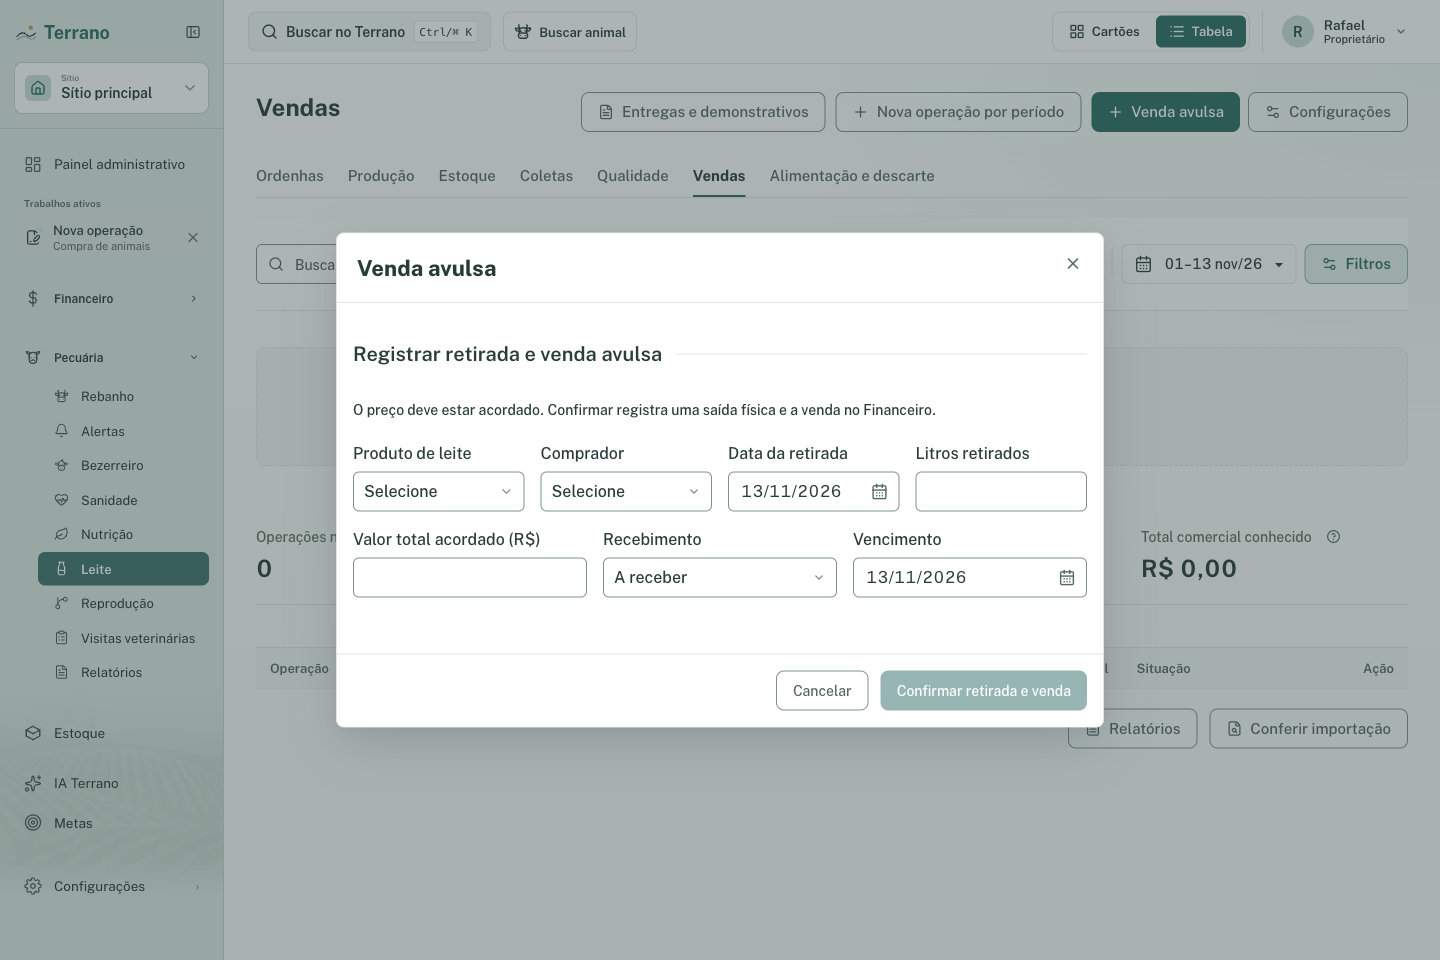 Terrano
Sítio
Sítio principal
Painel administrativo
Trabalhos ativos
Nova operação
Compra de animais
Financeiro
Pecuária
Rebanho
Alertas
Bezerreiro
Sanidade
Nutrição
Leite
Reprodução
Visitas veterinárias
Relatórios
Estoque
IA Terrano
Metas
Configurações
Buscar no Terrano Ctrl/⌘ K
Buscar animal
Cartões
Tabela
R
Rafael
Proprietário
Vendas
Entregas e demonstrativos
Nova operação por período
Venda avulsa
Configurações
Ordenhas Produção Estoque Coletas Qualidade Vendas Alimentação e descarte
Busca
01–13 nov/26
Filtros
Venda avulsa
Registrar retirada e venda avulsa
O preço deve estar acordado. Confirmar registra uma saída física e a venda no Financeiro.
Produto de leite Comprador Data da retirada Litros retirados
Selecione Selecione 13/11/2026
Valor total acordado (R$) Recebimento Vencimento
A receber 13/11/2026
Cancelar Confirmar retirada e venda
Operações n
0
Total comercial conhecido
R$ 0,00
Operação l Situação Ação
Relatórios Conferir importação